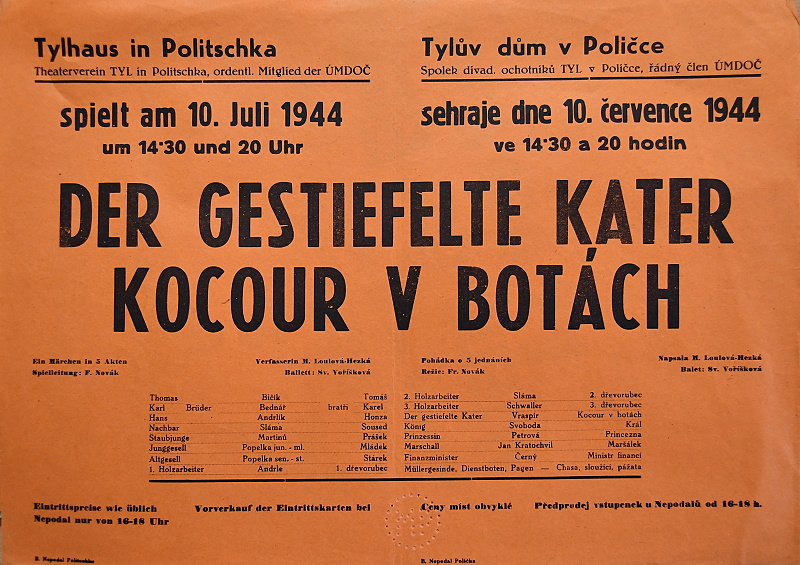 Tylhaus in Politschka
Theaterverein TYL in Politschka, ordentl. Mitglied der ÚMDOČ
spielt am 10. Juli 1944
um 14·30 und 20 Uhr
Tylův dům v Poličce
Spolek divad. ochotníků TYL v Poličce, řádný člen ÚMDOČ
sehraje dne 10. července 1944
ve 14·30 a 20 hodin
DER GESTIEFELTE KATER
KOCOUR V BOTÁCH
Ein Märchen in 5 Akten Verfasserin M. Loulová-Hezká
Spielleitung: F. Novák Ballett: Sv. Voříšková
Pohádka o 5 jednáních Napsala M. Loulová-Hezká
Režie: Fr. Novák Balet: Sv. Voříšková
Thomas Bičík Tomáš
Karl Brüder Bednář bratři Karel
Hans Andrlík Honza
Nachbar Sláma Soused
Staubjunge Martinů Prášek
Junggesell Popelka jun. - ml. Mládek
Altgesell Popelka sen. - st. Stárek
1. Holzarbeiter Andrle 1. dřevorubec
2. Holzarbeiter Sláma 2. dřevorubec
3. Holzarbeiter Schwaller 3. dřevorubec
Der gestiefelte Kater Vraspír Kocour v botách
König Svoboda Král
Prinzessin Petrová Princezna
Marschall Jan Kratochvil Maršálek
Finanzminister Černý Ministr financí
Müllergesinde, Dienstboten, Pagen — Chasa, sloužící, pážata
Eintrittspreise wie üblich Vorverkauf der Eintrittskarten bei
Nepodal nur von 16-18 Uhr
Ceny míst obvyklé Předprodej vstupenek u Nepodalů od 16-18 h.
B. Nepodal Politschka
B. Nepodal Polička